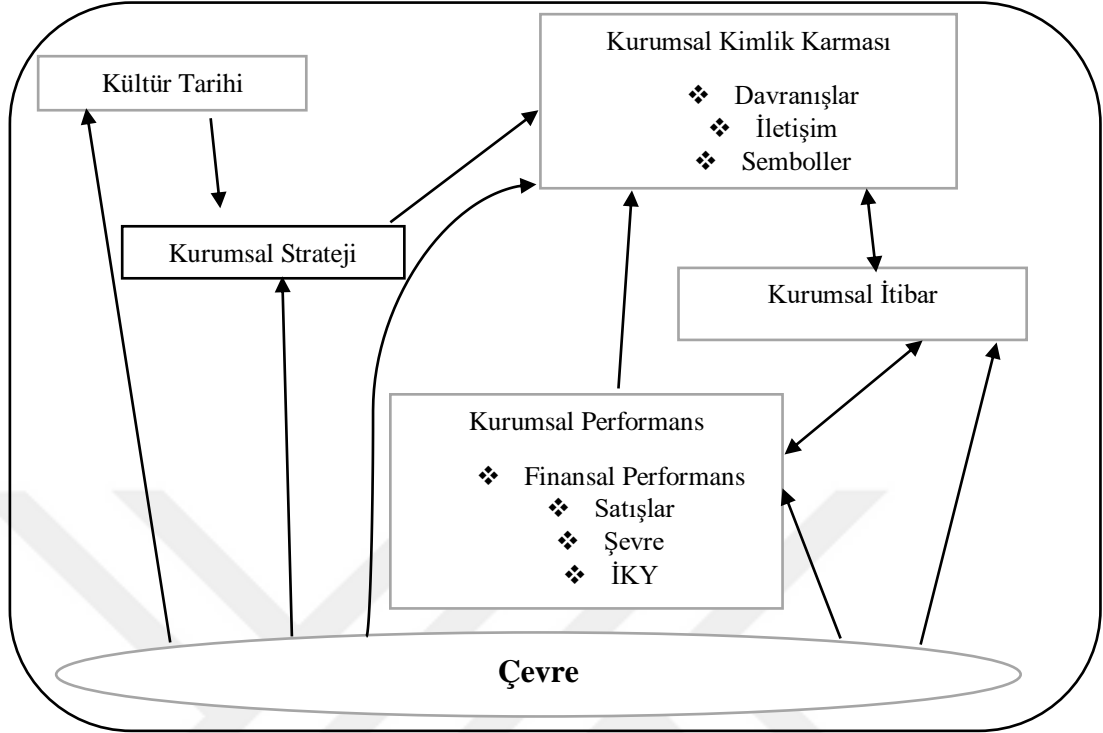 Kurumsal Kimlik Karması
❖ Davranışlar
❖ İletişim
❖ Semboller
Kültür Tarihi
Kurumsal Strateji
Kurumsal İtibar
Kurumsal Performans
❖ Finansal Performans
❖ Satışlar
❖ Şevre
❖ İKY
Çevre